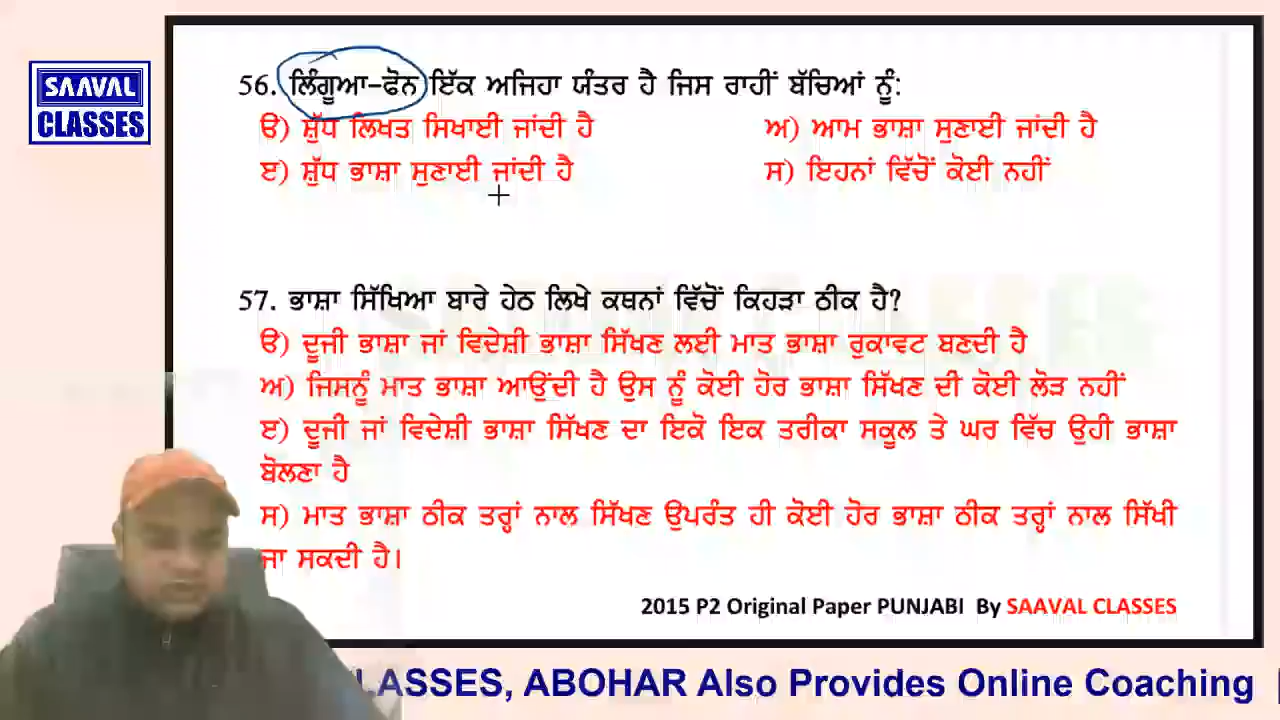 SAAVAL
CLASSES
56. ਲਿੰਗੂਆ-ਫੋਨ ਇੱਕ ਅਜਿਹਾ ਯੰਤਰ ਹੈ ਜਿਸ ਰਾਹੀਂ ਬੱਚਿਆਂ ਨੂੰ:
ੳ) ਸ਼ੁੱਧ ਲਿਖਤ ਸਿਖਾਈ ਜਾਂਦੀ ਹੈ ਅ) ਆਮ ਭਾਸ਼ਾ ਸੁਣਾਈ ਜਾਂਦੀ ਹੈ
ੲ) ਸ਼ੁੱਧ ਭਾਸ਼ਾ ਸੁਣਾਈ ਜਾਂਦੀ ਹੈ ਸ) ਇਹਨਾਂ ਵਿੱਚੋਂ ਕੋਈ ਨਹੀਂ
57. ਭਾਸ਼ਾ ਸਿੱਖਿਆ ਬਾਰੇ ਹੇਠ ਲਿਖੇ ਕਥਨਾਂ ਵਿੱਚੋਂ ਕਿਹੜਾ ਠੀਕ ਹੈ?
ੳ) ਦੂਜੀ ਭਾਸ਼ਾ ਜਾਂ ਵਿਦੇਸ਼ੀ ਭਾਸ਼ਾ ਸਿੱਖਣ ਲਈ ਮਾਤ ਭਾਸ਼ਾ ਰੁਕਾਵਟ ਬਣਦੀ ਹੈ
ਅ) ਜਿਸਨੂੰ ਮਾਤ ਭਾਸ਼ਾ ਆਉਂਦੀ ਹੈ ਉਸ ਨੂੰ ਕੋਈ ਹੋਰ ਭਾਸ਼ਾ ਸਿੱਖਣ ਦੀ ਕੋਈ ਲੋੜ ਨਹੀਂ
ੲ) ਦੂਜੀ ਜਾਂ ਵਿਦੇਸ਼ੀ ਭਾਸ਼ਾ ਸਿੱਖਣ ਦਾ ਇਕੋ ਇਕ ਤਰੀਕਾ ਸਕੂਲ ਤੇ ਘਰ ਵਿੱਚ ਉਹੀ ਭਾਸ਼ਾ
ਬੋਲਣਾ ਹੈ
ਸ) ਮਾਤ ਭਾਸ਼ਾ ਠੀਕ ਤਰ੍ਹਾਂ ਨਾਲ ਸਿੱਖਣ ਉਪਰੰਤ ਹੀ ਕੋਈ ਹੋਰ ਭਾਸ਼ਾ ਠੀਕ ਤਰ੍ਹਾਂ ਨਾਲ ਸਿੱਖੀ
ਜਾ ਸਕਦੀ ਹੈ।
2015 P2 Original Paper PUNJABI By SAAVAL CLASSES
LASSES, ABOHAR Also Provides Online Coaching